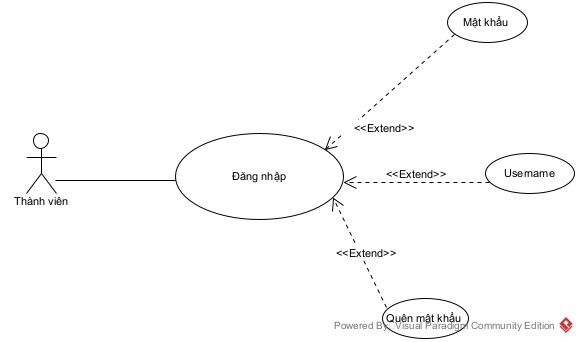 Mật khẩu
<<Extend>>
Đăng nhập
<<Extend>>
Username
Thành viên
<<Extend>>
Quên mật khẩu
Powered By: Visual Paradigm Community Edition